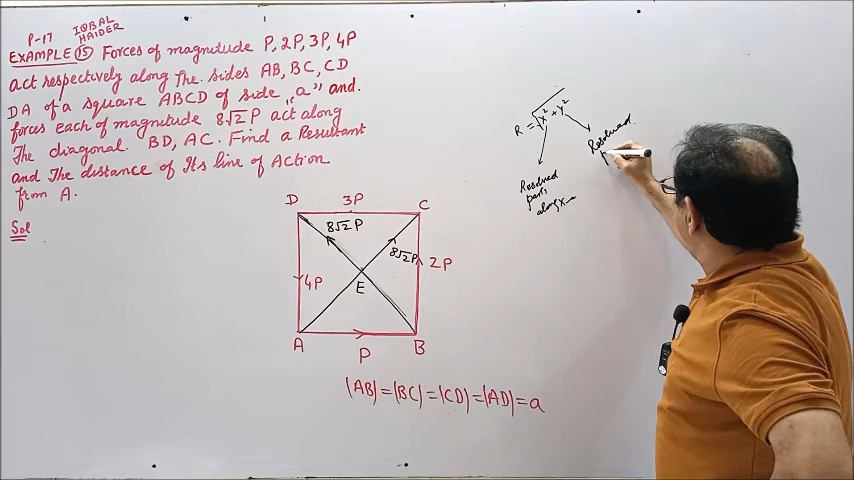 P-17 IQBAL HAIDER
EXAMPLE 15 Forces of magnitude P, 2P, 3P, 4P
act respectively along The sides AB, BC, CD
DA of a square ABCD of side "a" and
forces each of magnitude 8√2 P act along
The diagonal BD, AC. Find a Resultant
and The distance of Its line of Action
from A.
Sol
R = √x² + y²
Resolved
parts
along x-
Resolved
D 3P C
8√2 P
8√2 P
4P
2P
E
A P B
|AB| = |BC| = |CD| = |AD| = a